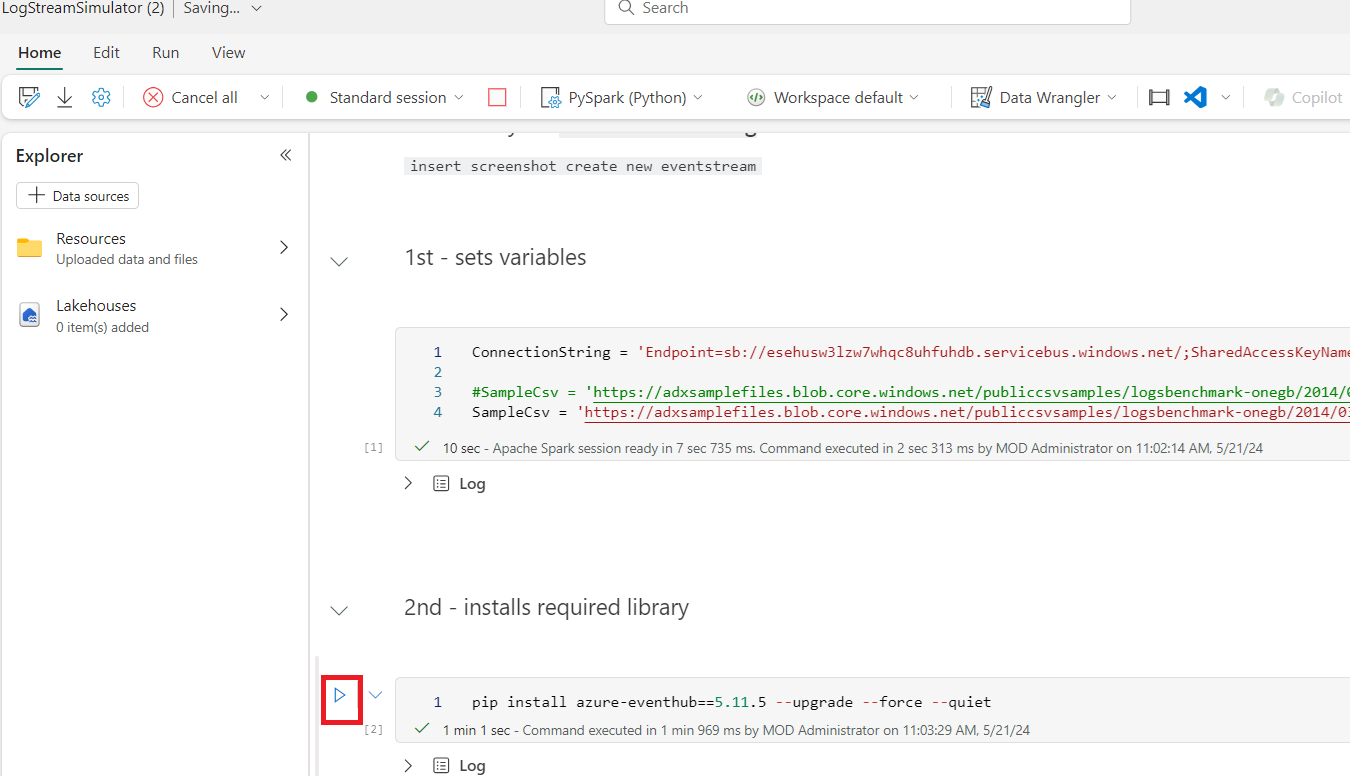 LogStreamSimulator (2) Saving...
Search
Home Edit Run View
Cancel all Standard session PySpark (Python) Workspace default Data Wrangler Copilot
Explorer
Data sources
Resources
Uploaded data and files
Lakehouses
0 item(s) added
insert screenshot create new eventstream
1st - sets variables
1 ConnectionString = 'Endpoint=sb://esehusw3lzw7whqc8uhfuhdb.servicebus.windows.net/;SharedAccessKeyName
2
3 #SampleCsv = 'https://adxsamplefiles.blob.core.windows.net/publiccsvsamples/logsbenchmark-onegb/2014/0
4 SampleCsv = 'https://adxsamplefiles.blob.core.windows.net/publiccsvsamples/logsbenchmark-onegb/2014/03
[1] 10 sec - Apache Spark session ready in 7 sec 735 ms. Command executed in 2 sec 313 ms by MOD Administrator on 11:02:14 AM, 5/21/24
Log
2nd - installs required library
1 pip install azure-eventhub==5.11.5 --upgrade --force --quiet
[2] 1 min 1 sec - Command executed in 1 min 969 ms by MOD Administrator on 11:03:29 AM, 5/21/24
Log